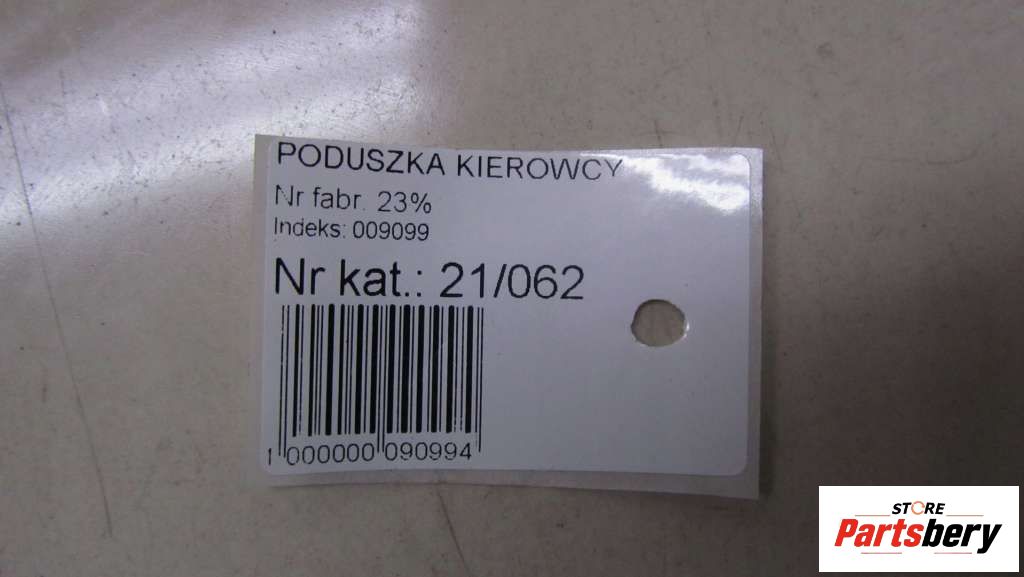 PODUSZKA KIEROWCY
Nr fabr. 23%
Indeks: 009099
Nr kat.: 21/062
1 000000 090994
STORE
Partsbery